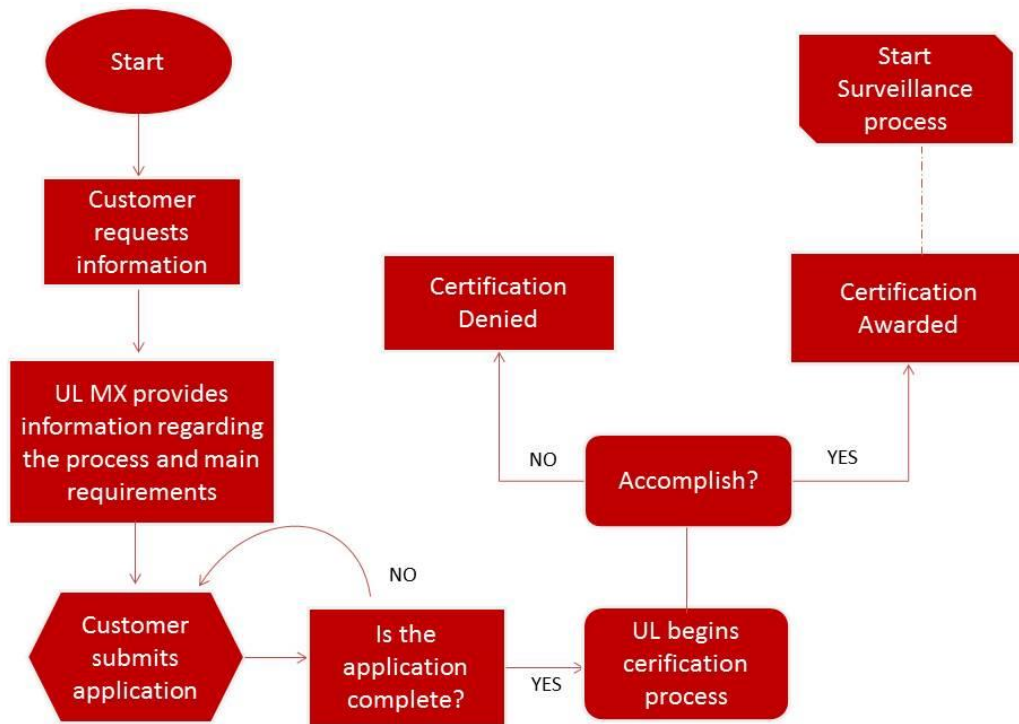 Start
Customer
requests
information
UL MX provides
information regarding
the process and main
requirements
Customer
submits
application
NO
Is the
application
complete?
YES
UL begins
cerification
process
Accomplish?
NO
Certification
Denied
YES
Certification
Awarded
Start
Surveillance
process